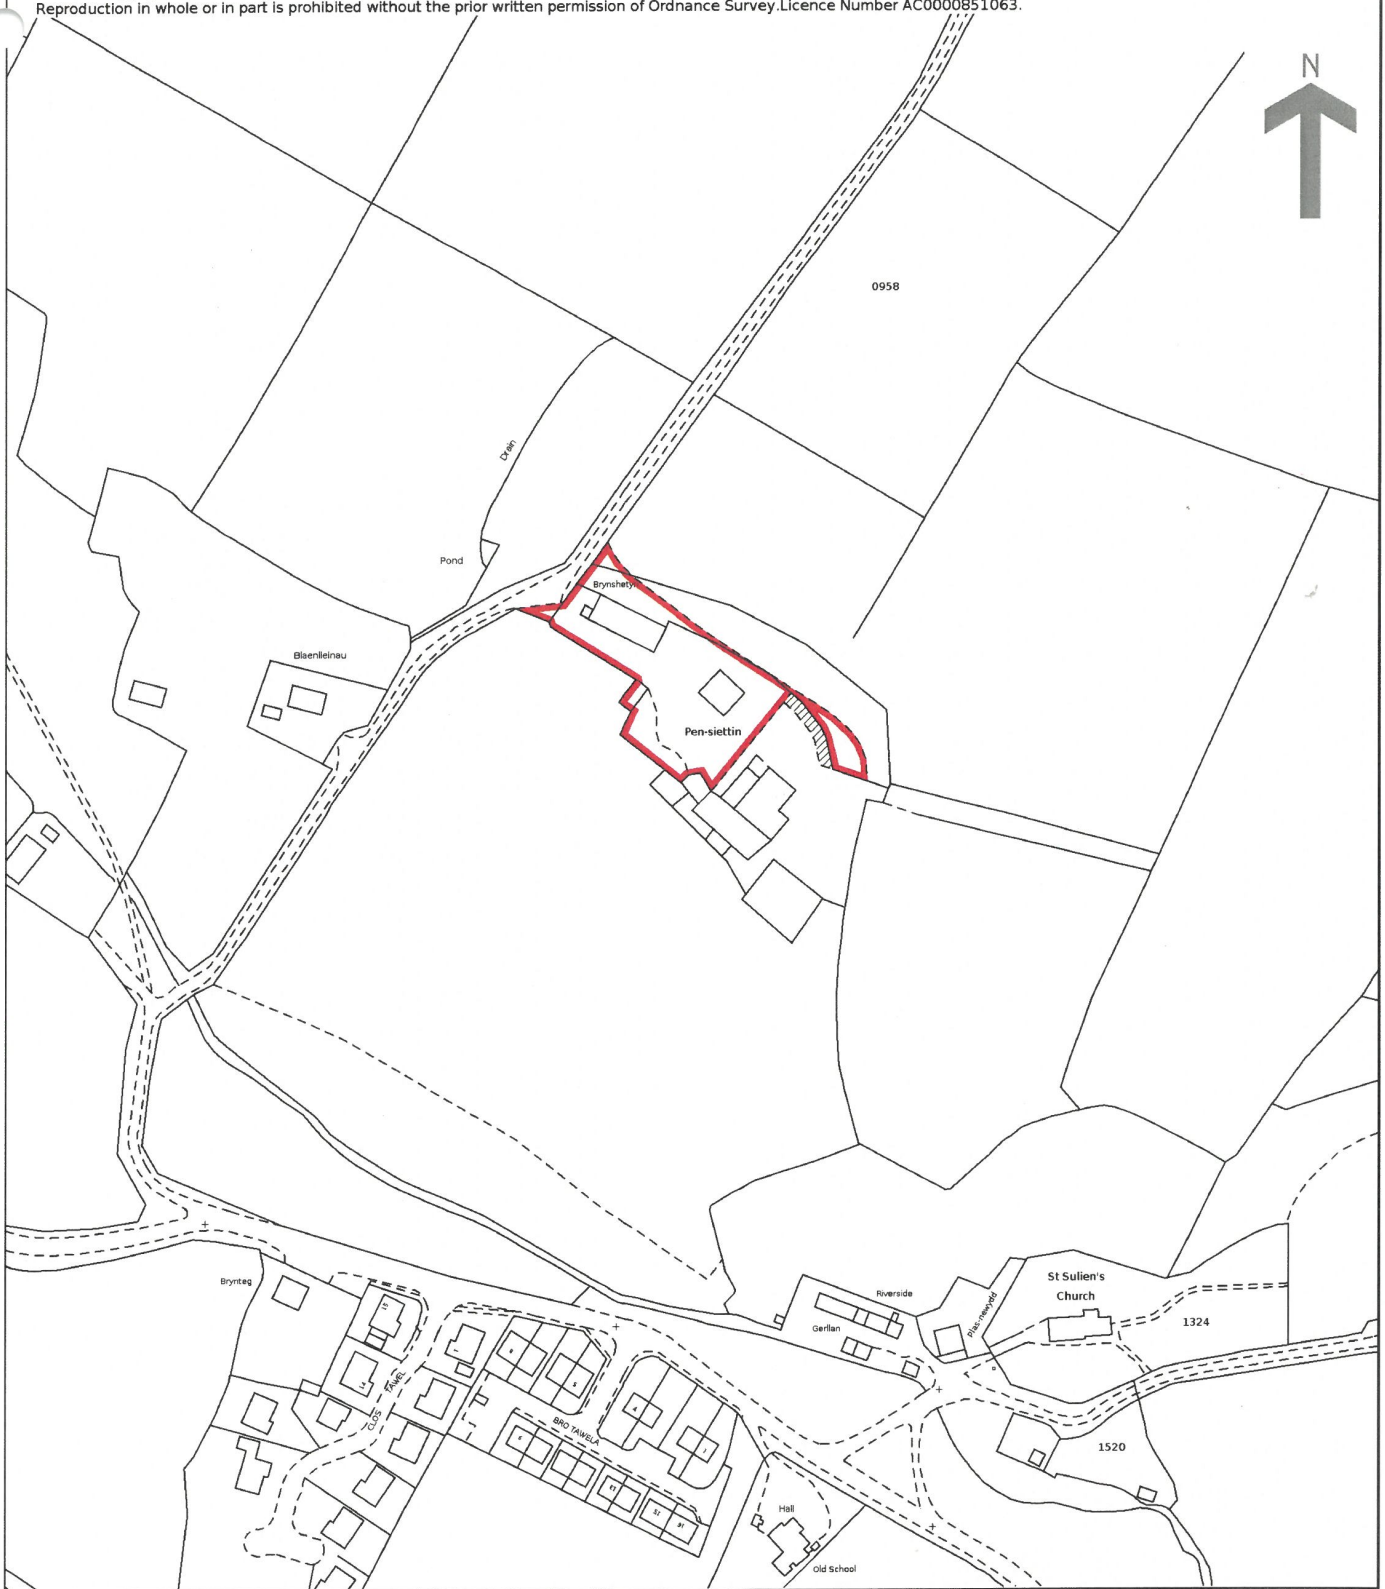 Reproduction in whole or in part is prohibited without the prior written permission of Ordnance Survey.Licence Number AC0000851063.
N
0958
Drain
Pond
Blaenlleinau
Pen-siettin
Brynteg
Riverside
Gerllan
Plas-newydd
St Sulien's
Church
1324
CLOS TAWEL
BRO TAWELA
1520
Hall
Old School